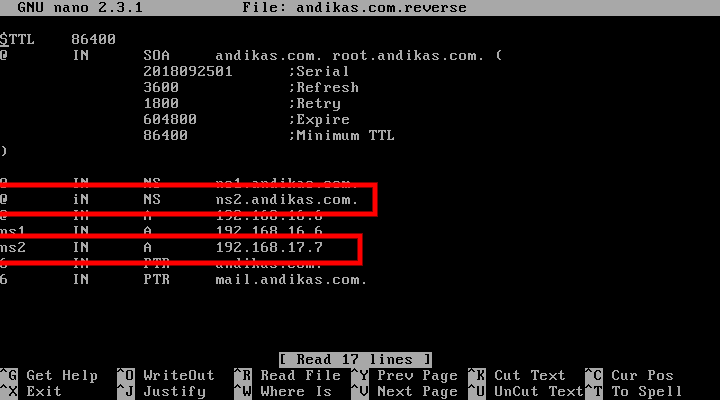 GNU nano 2.3.1 File: andikas.com.reverse
$TTL 86400
@ IN SOA andikas.com. root.andikas.com. (
2018092501 ;Serial
3600 ;Refresh
1800 ;Retry
604800 ;Expire
86400 ;Minimum TTL
)
@ IN NS ns1.andikas.com.
@ iN NS ns2.andikas.com.
@ IN A 192.168.16.6
ns1 IN A 192.168.16.6
ns2 IN A 192.168.17.7
6 IN PTR andikas.com.
6 IN PTR mail.andikas.com.
[ Read 17 lines ]
^G Get Help ^O WriteOut ^R Read File ^Y Prev Page ^K Cut Text ^C Cur Pos
^X Exit ^J Justify ^W Where Is ^V Next Page ^U UnCut Text ^T To Spell